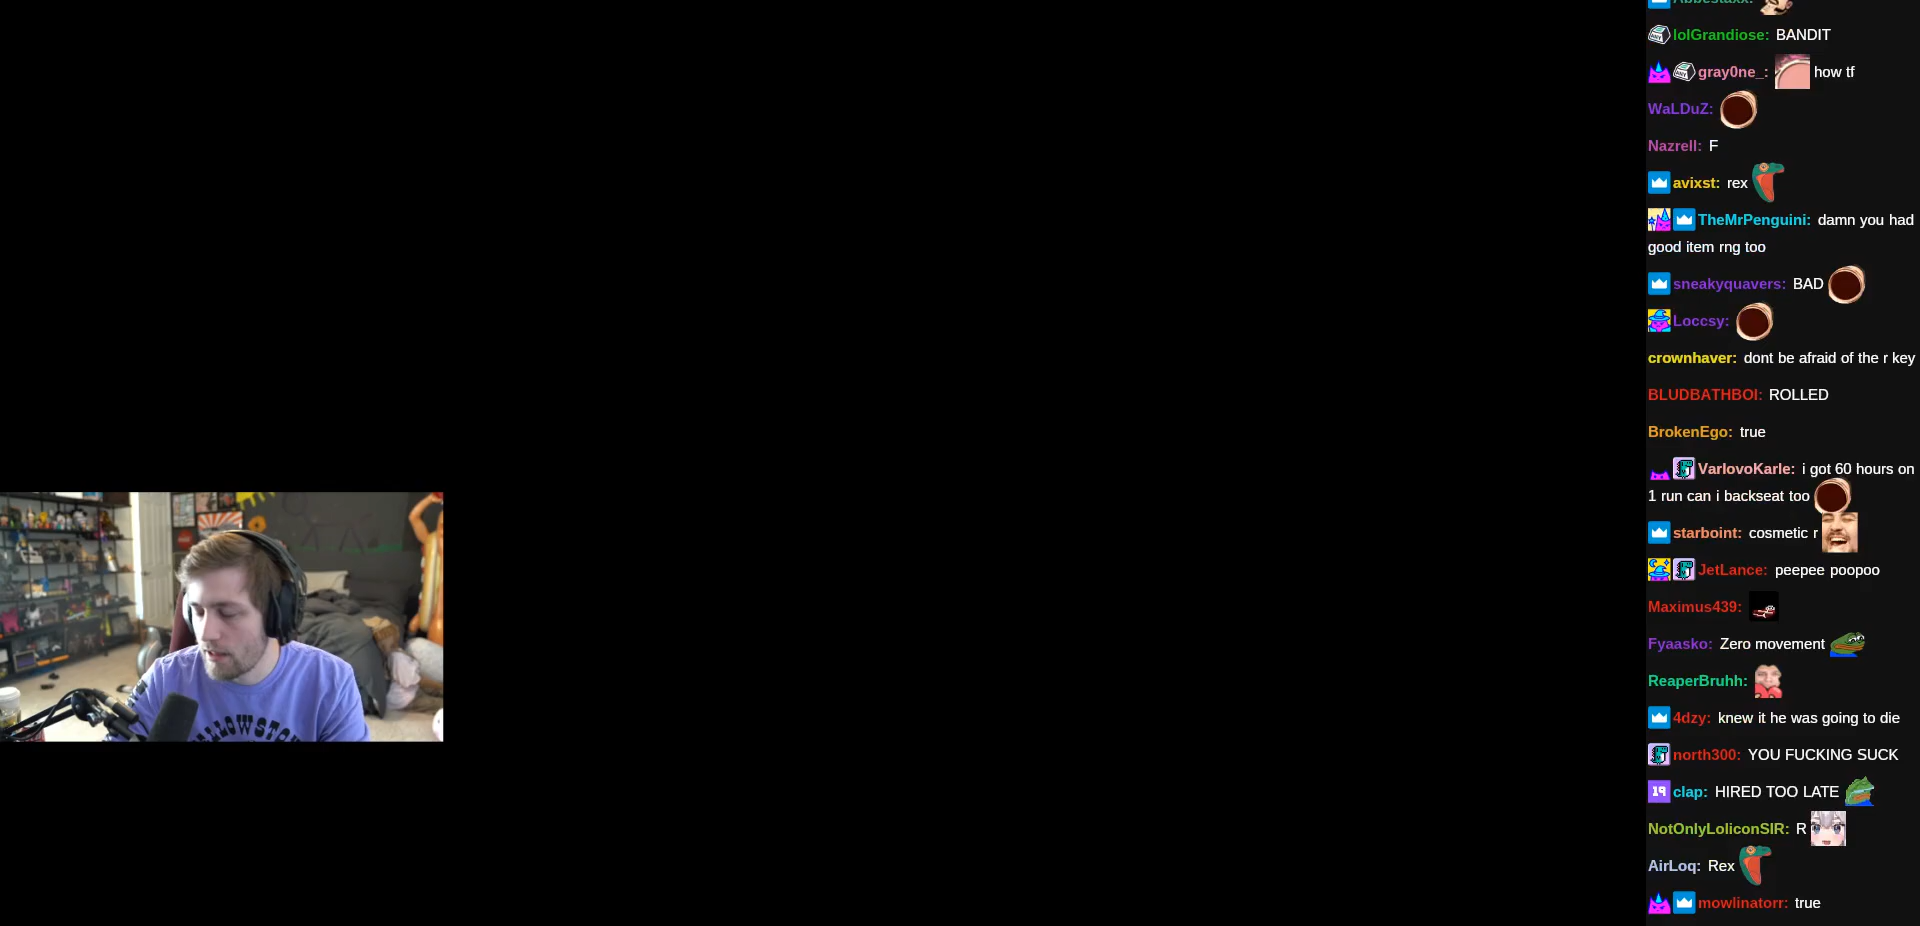 Abbestaxx:
lolGrandiose: BANDIT
gray0ne_: how tf
WaLDuZ:
Nazrell: F
avixst: rex
TheMrPenguini: damn you had
good item rng too
sneakyquavers: BAD
Loccsy:
crownhaver: dont be afraid of the r key
BLUDBATHBOI: ROLLED
BrokenEgo: true
VarlovoKarle: i got 60 hours on
1 run can i backseat too
starboint: cosmetic r
JetLance: peepee poopoo
Maximus439:
Fyaasko: Zero movement
ReaperBruhh:
4dzy: knew it he was going to die
north300: YOU FUCKING SUCK
19 clap: HIRED TOO LATE
NotOnlyLoliconSIR: R
AirLoq: Rex
mowlinatorr: true